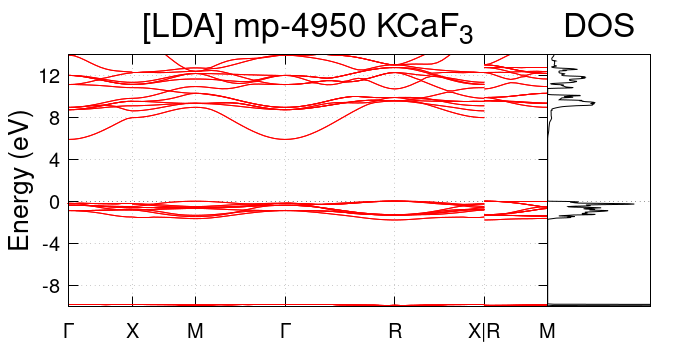 [LDA] mp-4950 KCaF3 DOS
Energy (eV)
12
8
4
0
-4
-8
Γ X M Γ R X|R M